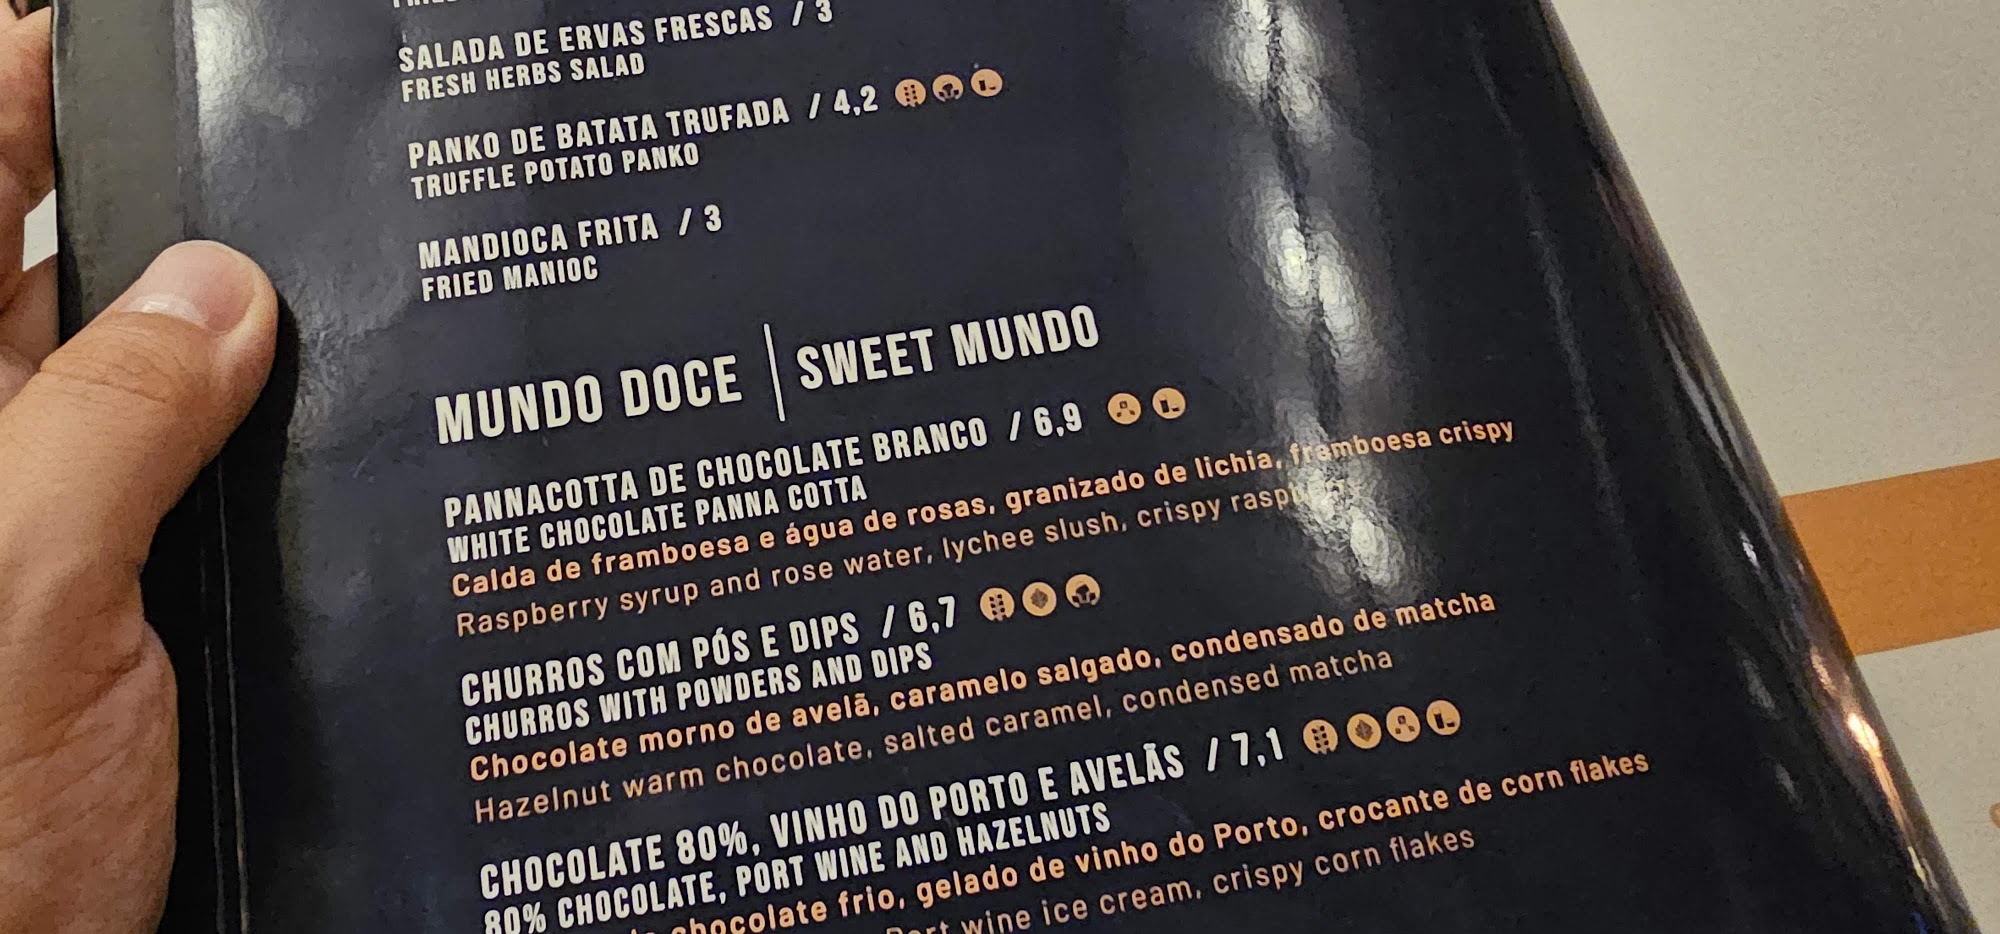 SALADA DE ERVAS FRESCAS / 3
FRESH HERBS SALAD
PANKO DE BATATA TRUFADA / 4,2
TRUFFLE POTATO PANKO
MANDIOCA FRITA / 3
FRIED MANIOC
MUNDO DOCE | SWEET MUNDO
PANNACOTTA DE CHOCOLATE BRANCO / 6,9
WHITE CHOCOLATE PANNA COTTA
Calda de framboesa e água de rosas, granizado de lichia, framboesa crispy
Raspberry syrup and rose water, lychee slush, crispy
CHURROS COM PÓS E DIPS / 6,7
CHURROS WITH POWDERS AND DIPS
Chocolate morno de avelã, caramelo salgado, condensado de matcha
Hazelnut warm chocolate, salted caramel, condensed matcha
CHOCOLATE 80%, VINHO DO PORTO E AVELÃS / 7,1
80% CHOCOLATE, PORT WINE AND HAZELNUTS
chocolate frio, gelado de vinho do Porto, crocante de corn flakes
Port wine ice cream, crispy corn flakes